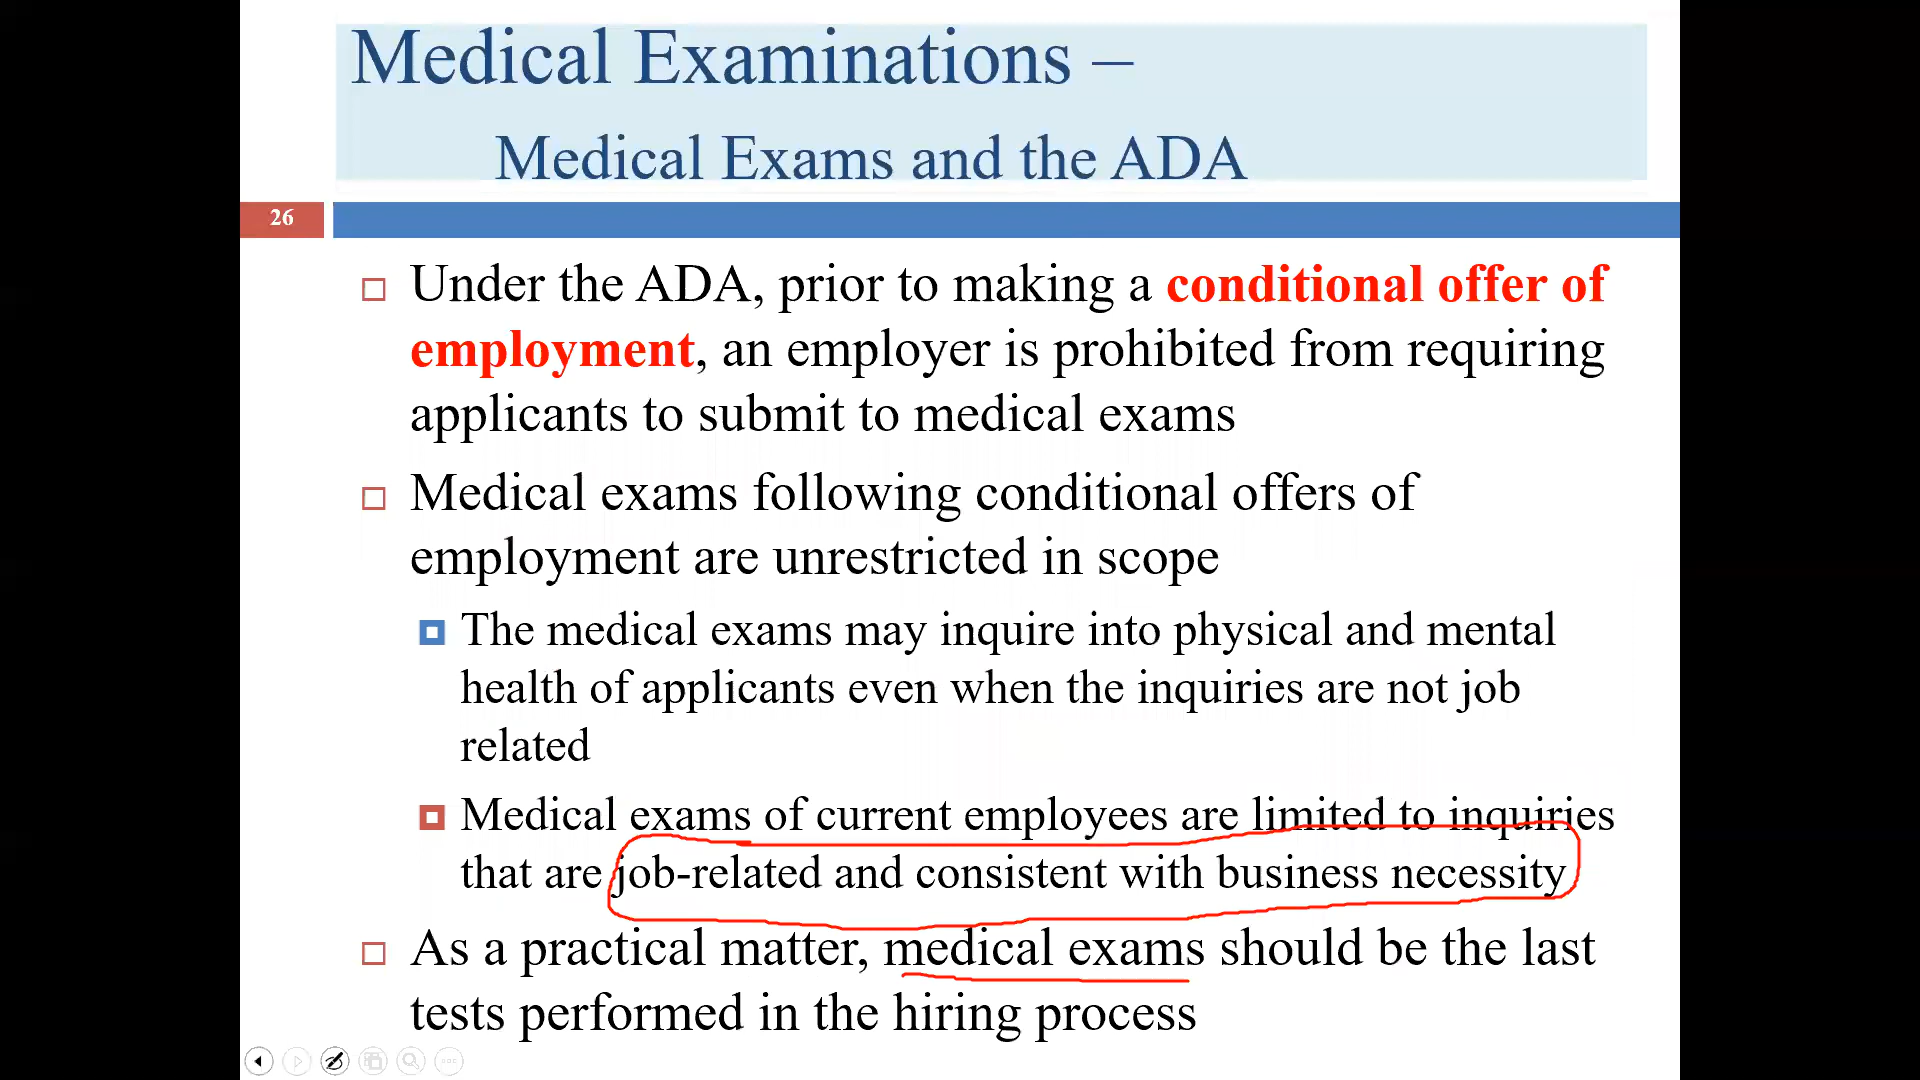 Medical Examinations –
Medical Exams and the ADA
26
Under the ADA, prior to making a conditional offer of
employment, an employer is prohibited from requiring
applicants to submit to medical exams
Medical exams following conditional offers of
employment are unrestricted in scope
The medical exams may inquire into physical and mental
health of applicants even when the inquiries are not job
related
Medical exams of current employees are limited to inquiries
that are job-related and consistent with business necessity
As a practical matter, medical exams should be the last
tests performed in the hiring process